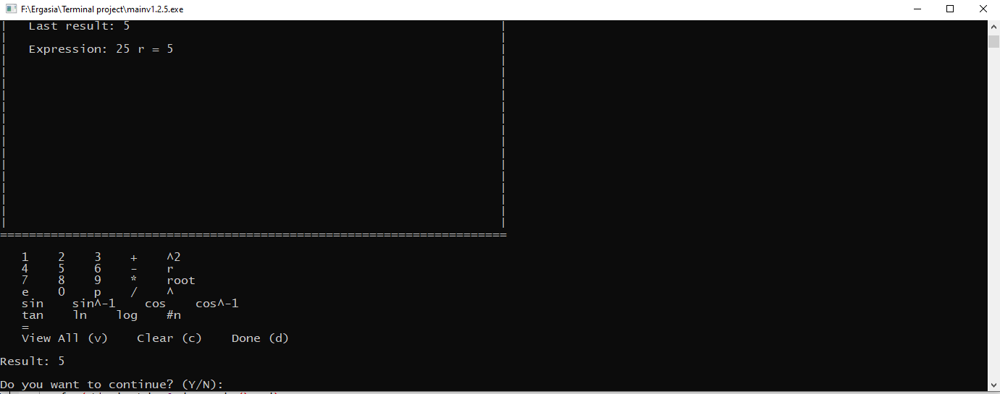 F:\Ergasia\Terminal project\mainv1.2.5.exe
| Last result: 5 |
| Expression: 25 r = 5 |
======================================================================
1 2 3 + ^2
4 5 6 - r
7 8 9 * root
e 0 p / ^
sin sin^-1 cos cos^-1
tan ln log #n
=
View All (v) Clear (c) Done (d)
Result: 5
Do you want to continue? (Y/N):